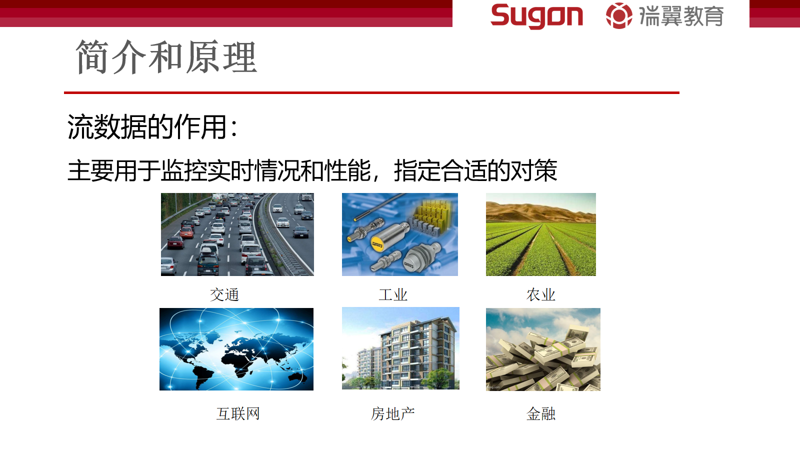 Sugon 瑞翼教育
简介和原理
流数据的作用：
主要用于监控实时情况和性能，指定合适的对策
交通 工业 农业
互联网 房地产 金融